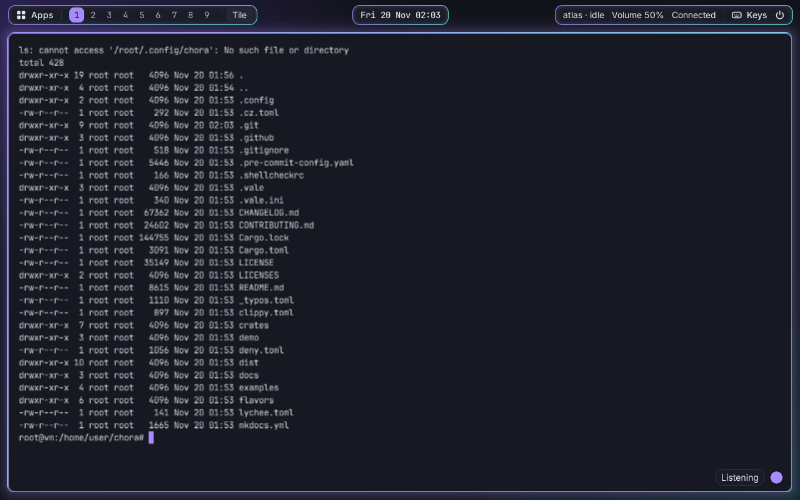 Apps 1 2 3 4 5 6 7 8 9 Tile Fri 20 Nov 02:03 atlas · idle Volume 50% Connected Keys
ls: cannot access '/root/.config/chora': No such file or directory
total 428
drwxr-xr-x 19 root root   4096 Nov 20 01:56 .
drwxr-xr-x  4 root root   4096 Nov 20 01:54 ..
drwxr-xr-x  2 root root   4096 Nov 20 01:53 .config
-rw-r--r--  1 root root    292 Nov 20 01:53 .cz.toml
drwxr-xr-x  9 root root   4096 Nov 20 02:03 .git
drwxr-xr-x  3 root root   4096 Nov 20 01:53 .github
-rw-r--r--  1 root root    518 Nov 20 01:53 .gitignore
-rw-r--r--  1 root root   5446 Nov 20 01:53 .pre-commit-config.yaml
-rw-r--r--  1 root root    166 Nov 20 01:53 .shellcheckrc
drwxr-xr-x  3 root root   4096 Nov 20 01:53 .vale
-rw-r--r--  1 root root    340 Nov 20 01:53 .vale.ini
-rw-r--r--  1 root root  67362 Nov 20 01:53 CHANGELOG.md
-rw-r--r--  1 root root  24602 Nov 20 01:53 CONTRIBUTING.md
-rw-r--r--  1 root root 144755 Nov 20 01:53 Cargo.lock
-rw-r--r--  1 root root   3091 Nov 20 01:53 Cargo.toml
-rw-r--r--  1 root root  35149 Nov 20 01:53 LICENSE
drwxr-xr-x  2 root root   4096 Nov 20 01:53 LICENSES
-rw-r--r--  1 root root   8615 Nov 20 01:53 README.md
-rw-r--r--  1 root root   1110 Nov 20 01:53 _typos.toml
-rw-r--r--  1 root root    897 Nov 20 01:53 clippy.toml
drwxr-xr-x  7 root root   4096 Nov 20 01:53 crates
drwxr-xr-x  3 root root   4096 Nov 20 01:53 demo
-rw-r--r--  1 root root   1056 Nov 20 01:53 deny.toml
drwxr-xr-x 10 root root   4096 Nov 20 01:53 dist
drwxr-xr-x  3 root root   4096 Nov 20 01:53 docs
drwxr-xr-x  4 root root   4096 Nov 20 01:53 examples
drwxr-xr-x  6 root root   4096 Nov 20 01:53 flavors
-rw-r--r--  1 root root    141 Nov 20 01:53 lychee.toml
-rw-r--r--  1 root root   1665 Nov 20 01:53 mkdocs.yml
root@vm:/home/user/chora#
Listening